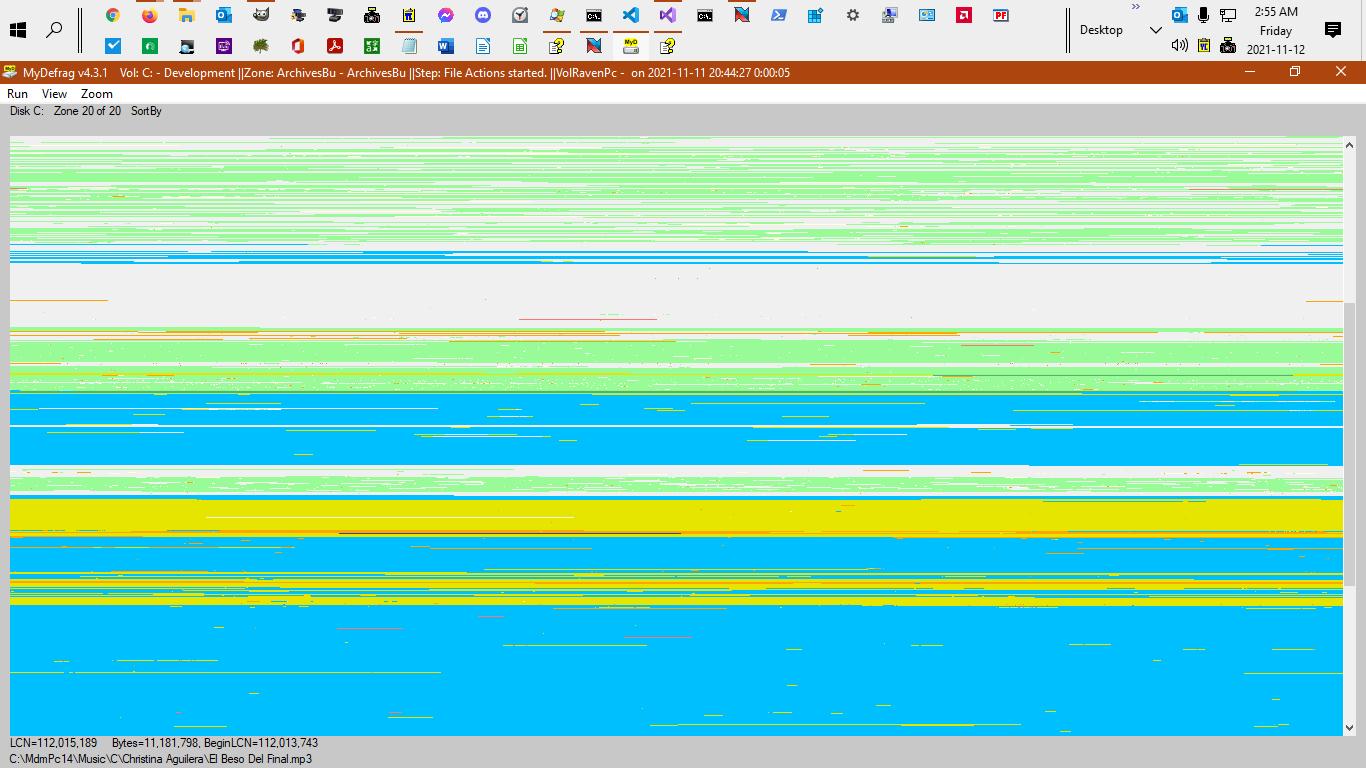 2:55 AM
Desktop
Friday
2021-11-12
MyDefrag v4.3.1 Vol: C: - Development ||Zone: ArchivesBu - ArchivesBu ||Step: File Actions started. ||VolRavenPc - on 2021-11-11 20:44:27 0:00:05
Run View Zoom
Disk C: Zone 20 of 20 SortBy
LCN=112,015,189 Bytes=11,181,798, BeginLCN=112,013,743
C:\MdmPc14\Music\C\Christina Aguilera\El Beso Del Final.mp3